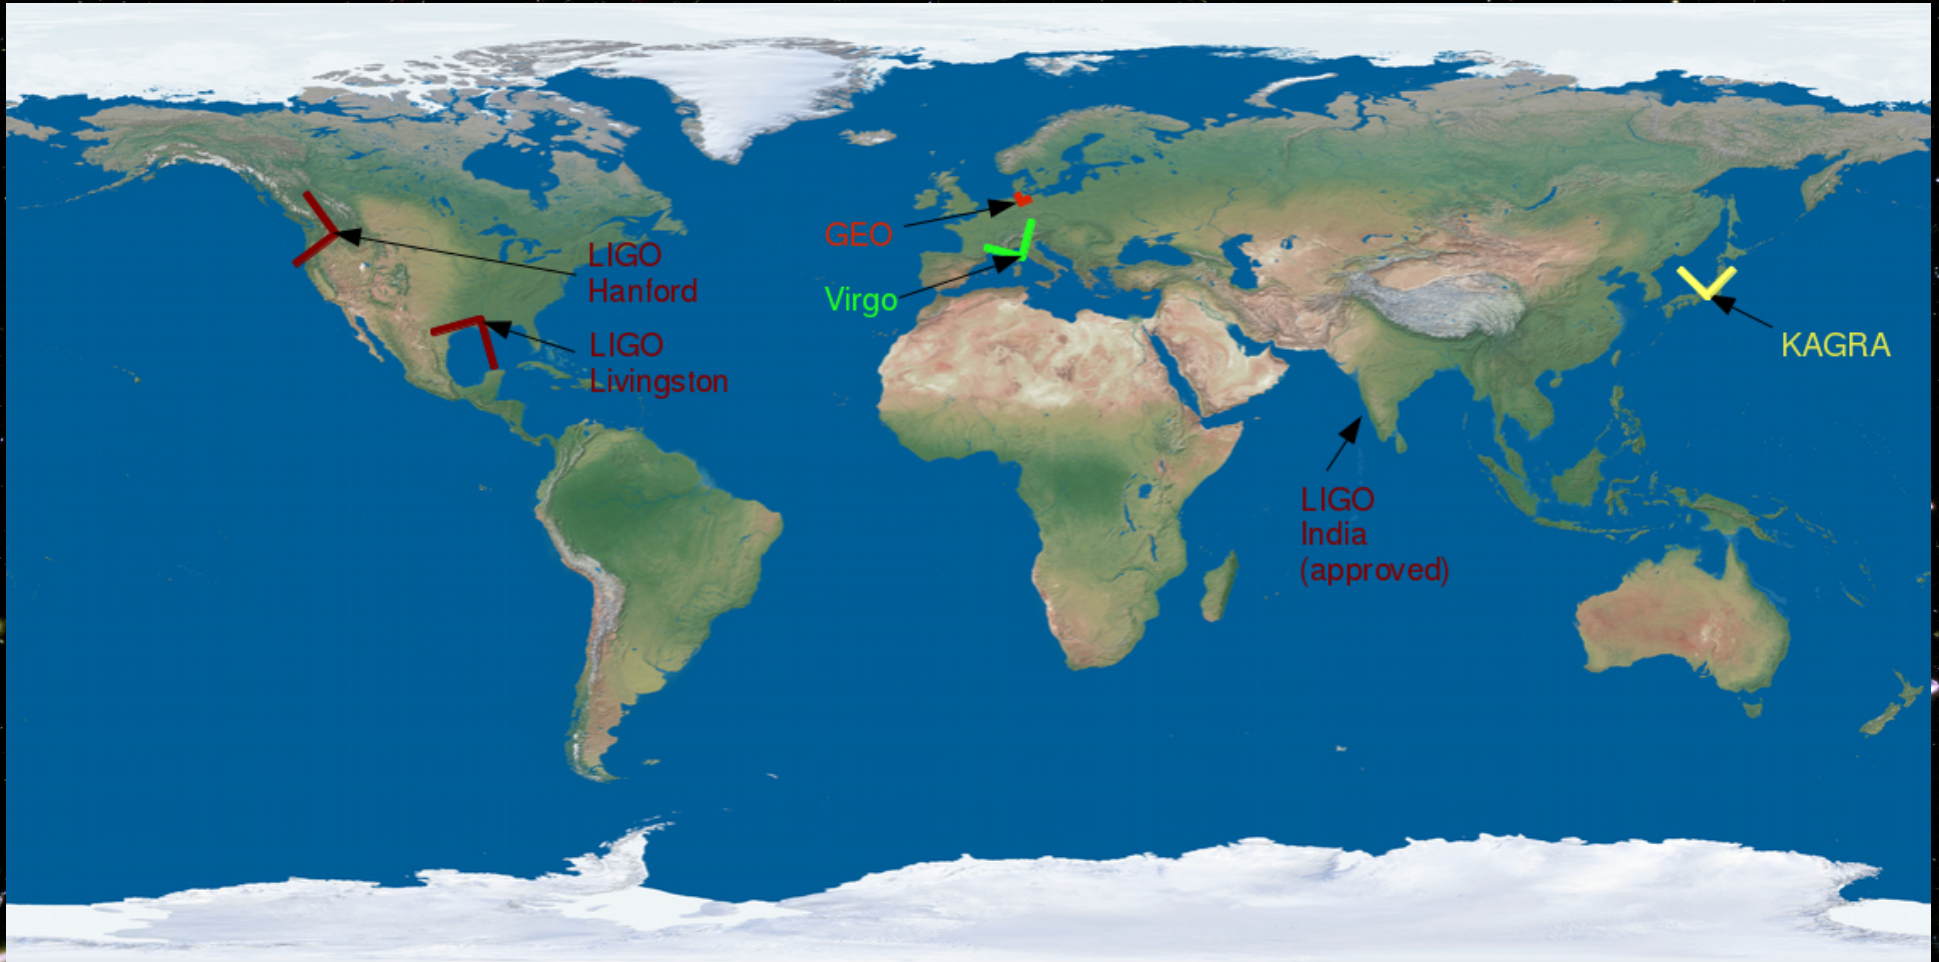 GEO
LIGO
Hanford
Virgo
LIGO
Livingston
KAGRA
LIGO
India
(approved)